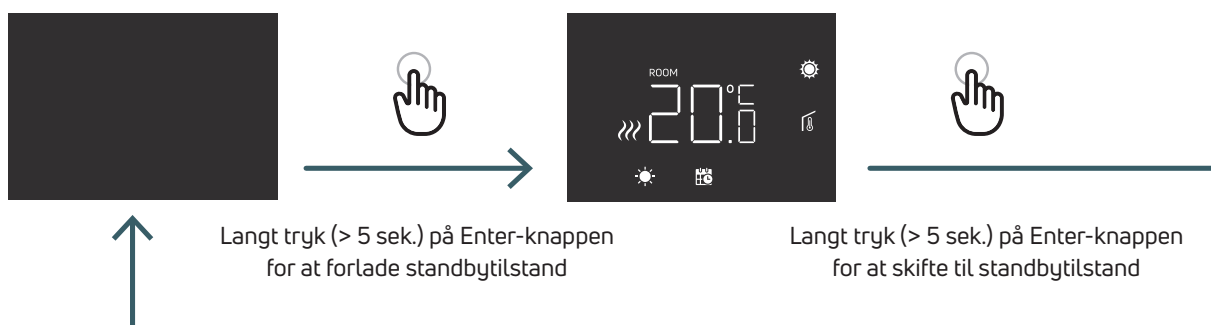 ROOM
20.0°C
Langt tryk (> 5 sek.) på Enter-knappen
for at forlade standbytilstand
Langt tryk (> 5 sek.) på Enter-knappen
for at skifte til standbytilstand